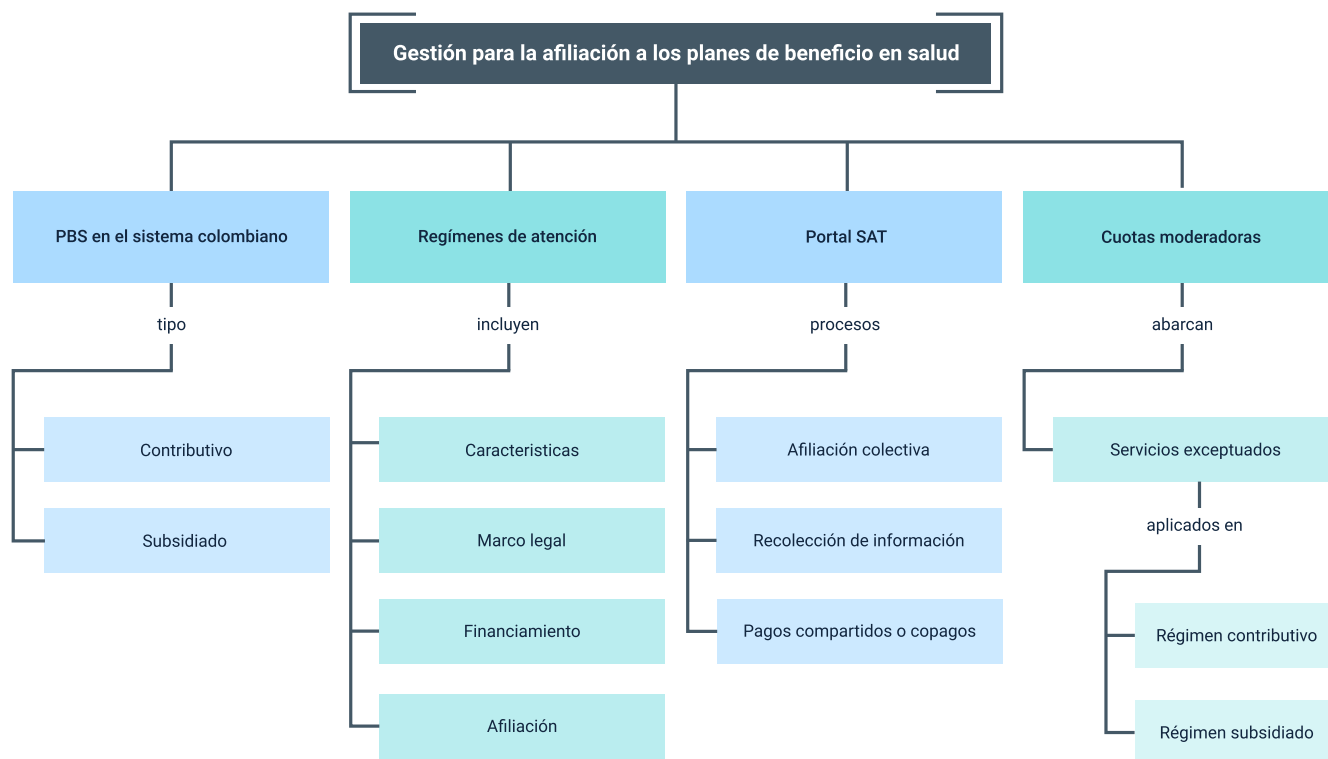 Gestión para la afiliación a los planes de beneficio en salud
PBS en el sistema colombiano
Regímenes de atención
Portal SAT
Cuotas moderadoras
tipo
incluyen
procesos
abarcan
Contributivo
Subsidiado
Caracteristicas
Marco legal
Financiamiento
Afiliación
Afiliación colectiva
Recolección de información
Pagos compartidos o copagos
Servicios exceptuados
aplicados en
Régimen contributivo
Régimen subsidiado